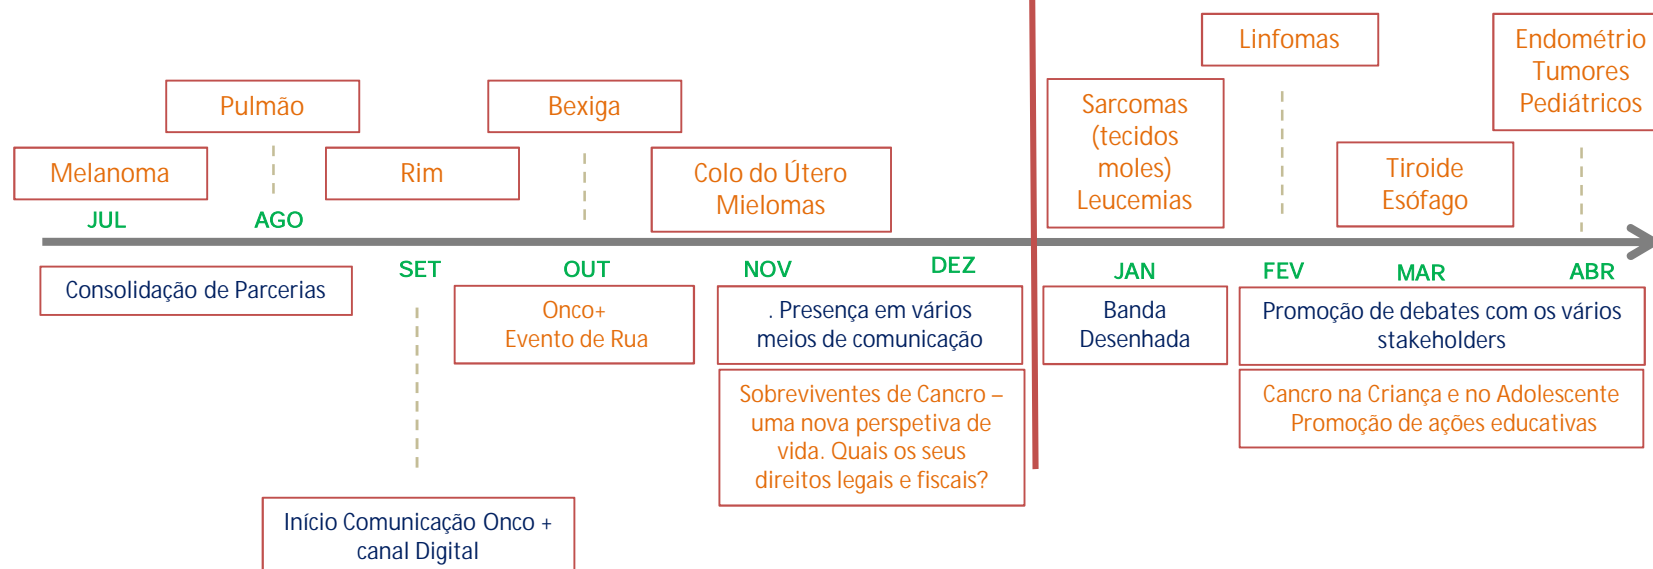 Linfomas
Endométrio
Tumores
Pediátricos
Pulmão
Bexiga
Sarcomas
(tecidos
moles)
Leucemias
Melanoma
Rim
Colo do Útero
Mielomas
Tiroide
Esófago
JUL
AGO
SET
OUT
NOV
DEZ
JAN
FEV
MAR
ABR
Consolidação de Parcerias
Onco+
Evento de Rua
. Presença em vários
meios de comunicação
Banda
Desenhada
Promoção de debates com os vários
stakeholders
Sobreviventes de Cancro –
uma nova perspetiva de
vida. Quais os seus
direitos legais e fiscais?
Cancro na Criança e no Adolescente
Promoção de ações educativas
Início Comunicação Onco +
canal Digital